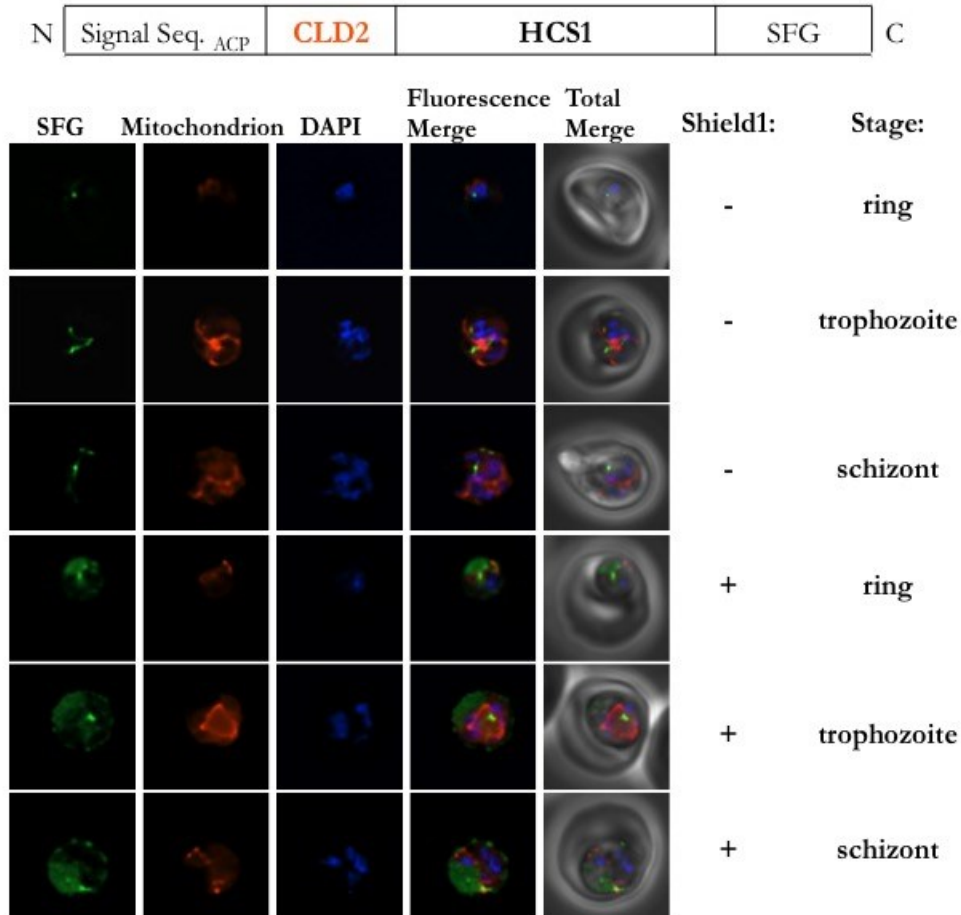 N Signal Seq. ACP CLD2 HCS1 SFG C
SFG Mitochondrion DAPI Fluorescence Merge Total Merge Shield1: Stage:
- ring
- trophozoite
- schizont
+ ring
+ trophozoite
+ schizont